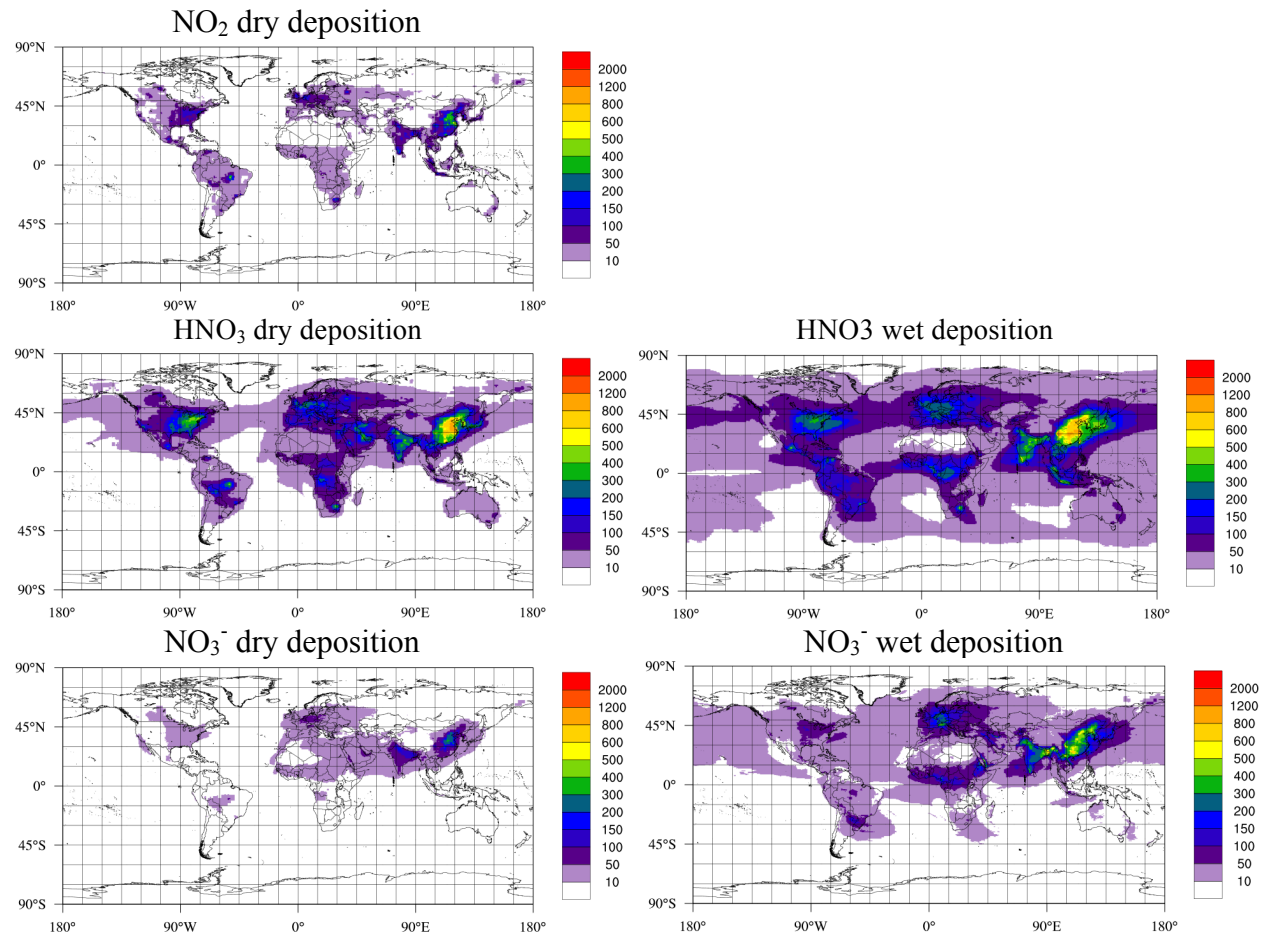 NO₂ dry deposition
90°N
45°N
0°
45°S
90°S
180°
90°W
0°
90°E
180°
2000
1200
800
600
500
400
300
200
150
100
50
10
HNO₃ dry deposition
90°N
45°N
0°
45°S
90°S
180°
90°W
0°
90°E
180°
2000
1200
800
600
500
400
300
200
150
100
50
10
HNO3 wet deposition
90°N
45°N
0°
45°S
90°S
180°
90°W
0°
90°E
180°
2000
1200
800
600
500
400
300
200
150
100
50
10
NO₃⁻ dry deposition
90°N
45°N
0°
45°S
90°S
180°
90°W
0°
90°E
180°
2000
1200
800
600
500
400
300
200
150
100
50
10
NO₃⁻ wet deposition
90°N
45°N
0°
45°S
90°S
180°
90°W
0°
90°E
180°
2000
1200
800
600
500
400
300
200
150
100
50
10